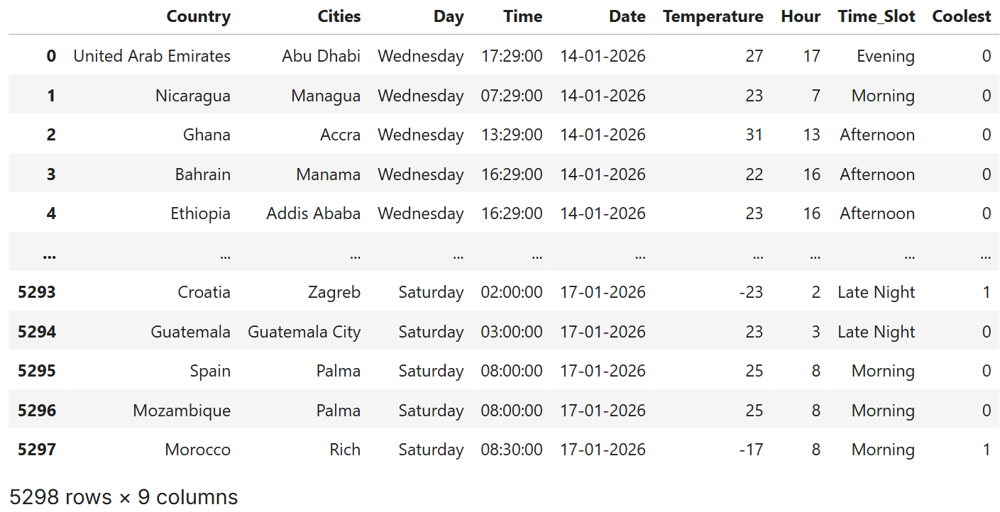 Country Cities Day Time Date Temperature Hour Time_Slot Coolest
0 United Arab Emirates Abu Dhabi Wednesday 17:29:00 14-01-2026 27 17 Evening 0
1 Nicaragua Managua Wednesday 07:29:00 14-01-2026 23 7 Morning 0
2 Ghana Accra Wednesday 13:29:00 14-01-2026 31 13 Afternoon 0
3 Bahrain Manama Wednesday 16:29:00 14-01-2026 22 16 Afternoon 0
4 Ethiopia Addis Ababa Wednesday 16:29:00 14-01-2026 23 16 Afternoon 0
... ... ... ... ... ... ... ... ... ...
5293 Croatia Zagreb Saturday 02:00:00 17-01-2026 -23 2 Late Night 1
5294 Guatemala Guatemala City Saturday 03:00:00 17-01-2026 23 3 Late Night 0
5295 Spain Palma Saturday 08:00:00 17-01-2026 25 8 Morning 0
5296 Mozambique Palma Saturday 08:00:00 17-01-2026 25 8 Morning 0
5297 Morocco Rich Saturday 08:30:00 17-01-2026 -17 8 Morning 1
5298 rows × 9 columns